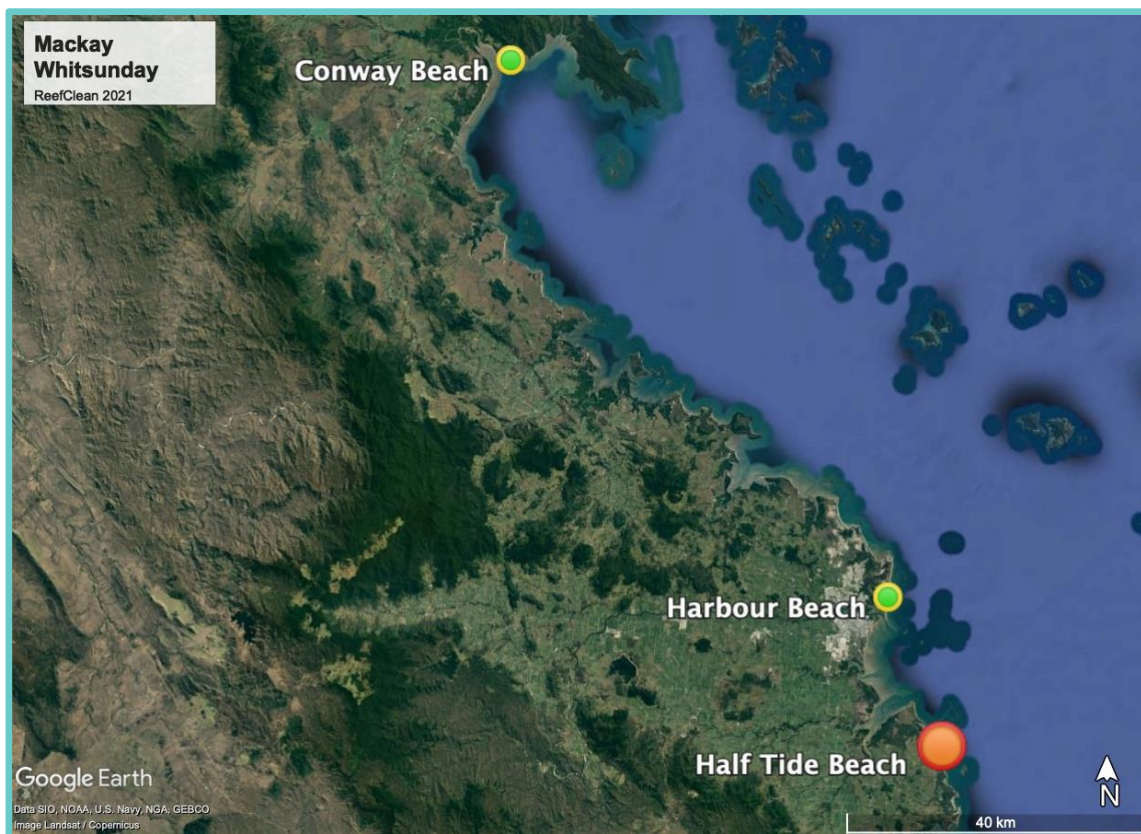 Mackay
Whitsunday
ReefClean 2021
Conway Beach
Harbour Beach
Half Tide Beach
Google Earth
Data SIO, NOAA, U.S. Navy, NGA, GEBCO
Image Landsat / Copernicus
N
40 km